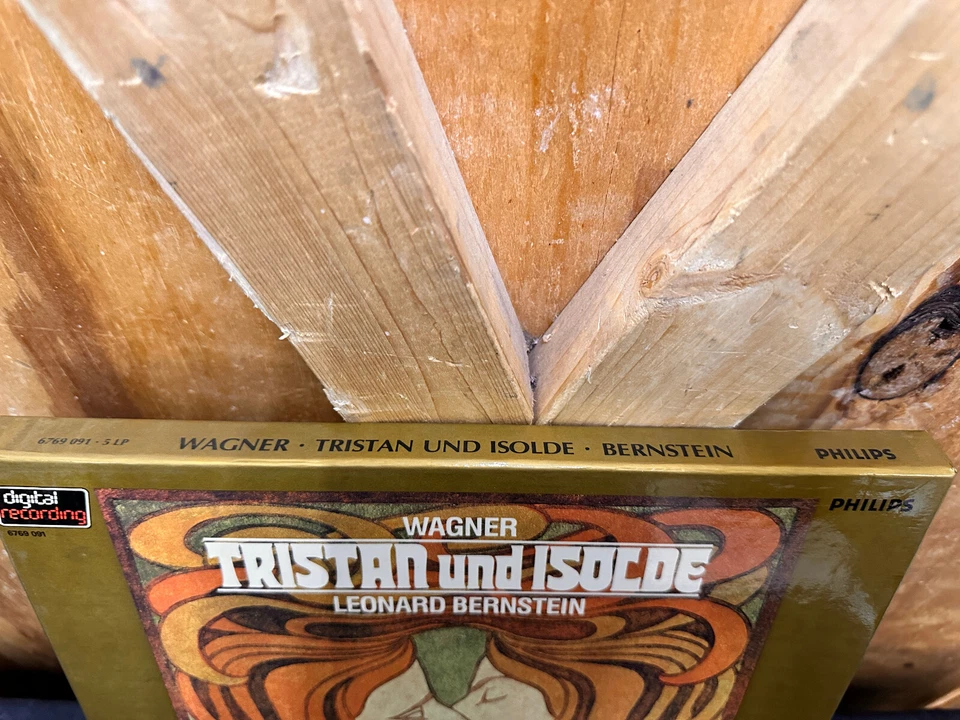 6769 091 · 5 LP
WAGNER · TRISTAN UND ISOLDE · BERNSTEIN
PHILIPS
digital
recording
6769 091
PHILIPS
WAGNER
TRISTAN und ISOLDE
LEONARD BERNSTEIN